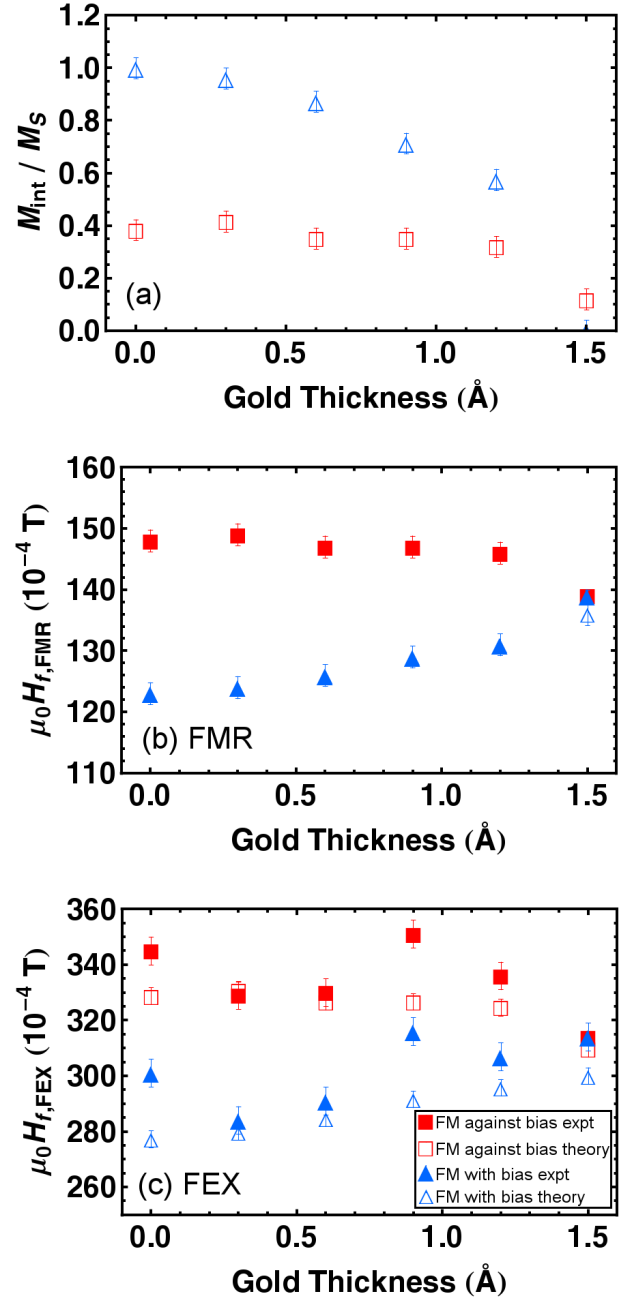 1.2
1.0
0.8
0.6
0.4
0.2
0.0
M_int / M_S
(a)
0.0 0.5 1.0 1.5
Gold Thickness (Å)
160
150
140
130
120
110
μ₀H_f,FMR (10⁻⁴ T)
(b) FMR
0.0 0.5 1.0 1.5
Gold Thickness (Å)
360
340
320
300
280
260
μ₀H_f,FEX (10⁻⁴ T)
(c) FEX
FM against bias expt
FM against bias theory
FM with bias expt
FM with bias theory
0.0 0.5 1.0 1.5
Gold Thickness (Å)